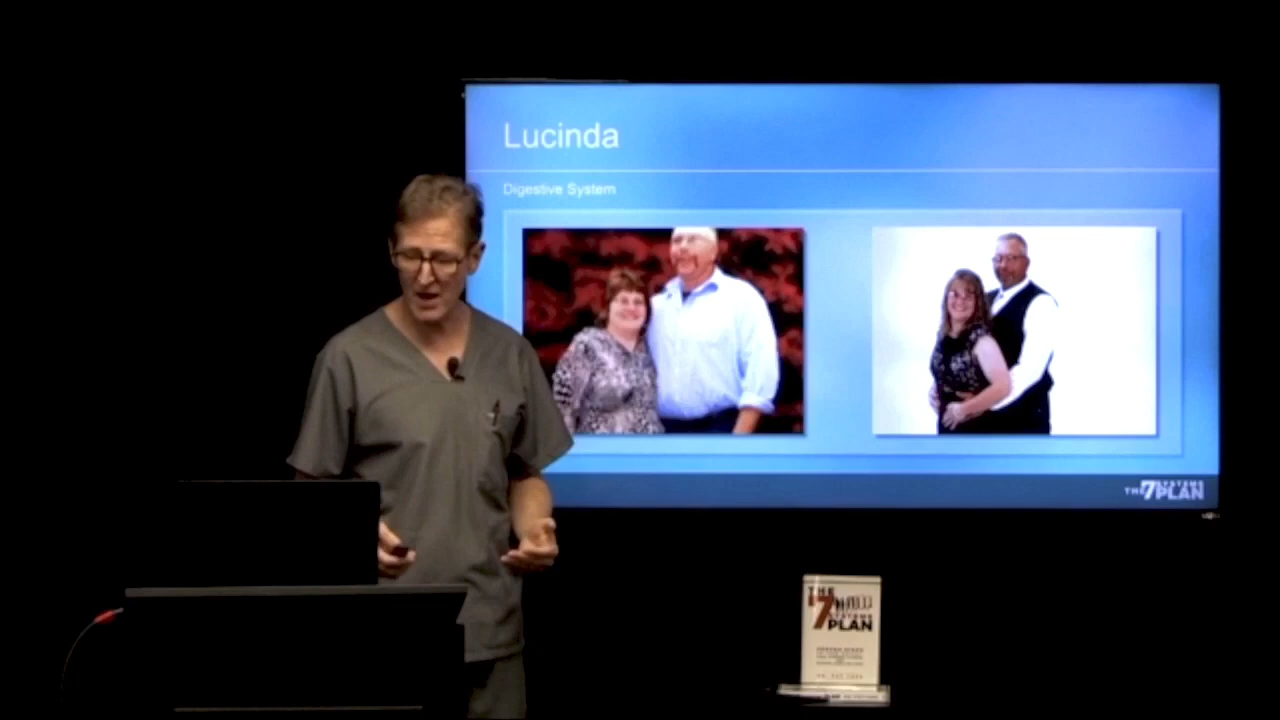 Lucinda
Digestive System
THE 7 SYSTEMS
PLAN
THE
7
SYSTEMS
PLAN